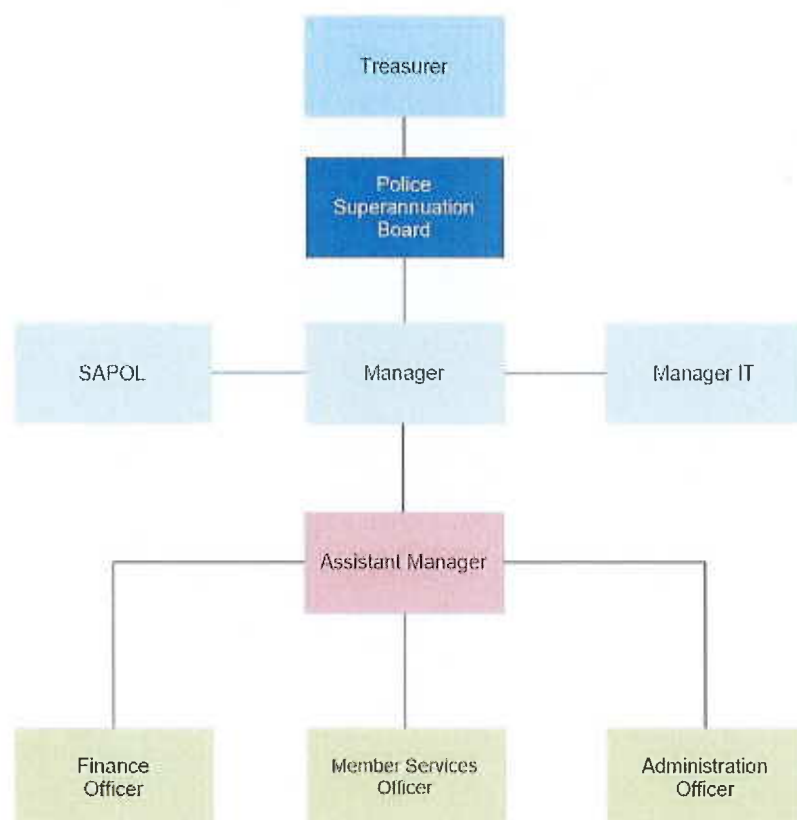 Treasurer
Police
Superannuation
Board
SAPOL
Manager
Manager IT
Assistant Manager
Finance
Officer
Member Services
Officer
Administration
Officer